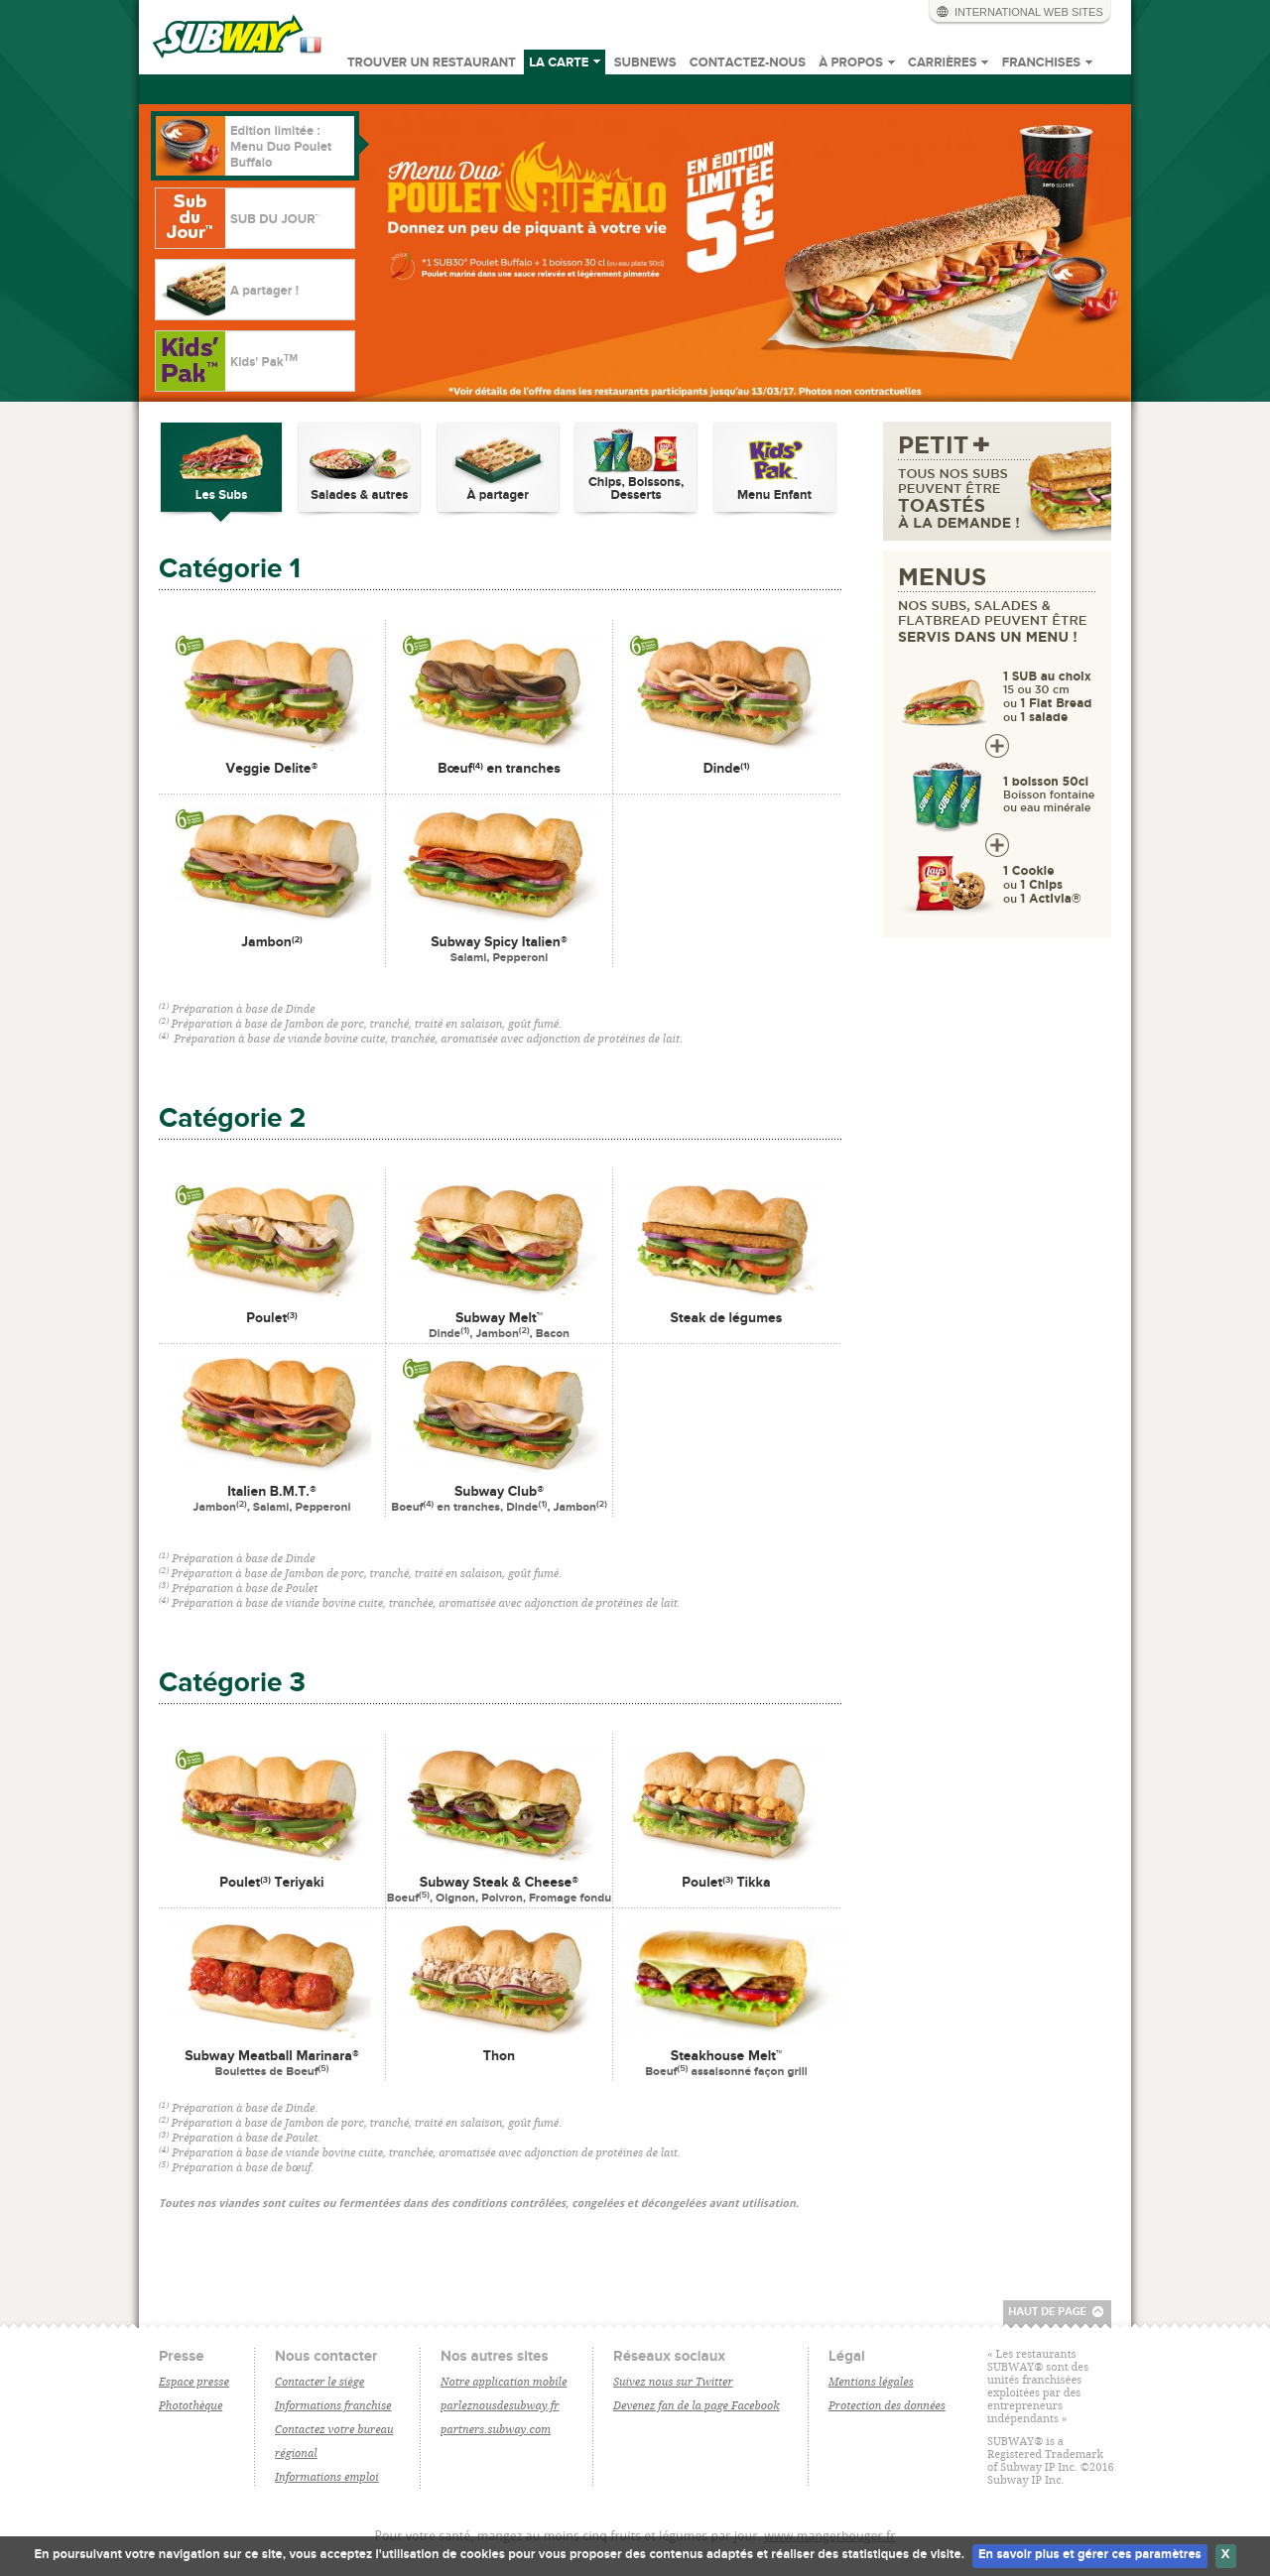 INTERNATIONAL WEB SITES
SUBWAY
TROUVER UN RESTAURANT LA CARTE SUBNEWS CONTACTEZ-NOUS À PROPOS CARRIÈRES FRANCHISES
Edition limitée :
Menu Duo Poulet
Buffalo
Sub
du
Jour™
SUB DU JOUR™
A partager !
Kids'
Pak™
Kids' Pak™
Menu Duo*
POULET BUFFALO
Donnez un peu de piquant à votre vie
DOUX
*1 SUB30® Poulet Buffalo + 1 boisson 30 cl (ou eau plate 50cl)
Poulet mariné dans une sauce relevée et légèrement pimentée
EN ÉDITION
LIMITÉE
5€
Coca-Cola
zero sucres
*Voir détails de l'offre dans les restaurants participants jusqu'au 13/03/17. Photos non contractuelles
Les Subs
Salades & autres
À partager
Chips, Boissons,
Desserts
Kids'
Pak
Menu Enfant
PETIT +
TOUS NOS SUBS
PEUVENT ÊTRE
TOASTÉS
À LA DEMANDE !
MENUS
NOS SUBS, SALADES &
FLATBREAD PEUVENT ÊTRE
SERVIS DANS UN MENU !
1 SUB au choix
15 ou 30 cm
ou 1 Flat Bread
ou 1 salade
SUBWAY
1 boisson 50cl
Boisson fontaine
ou eau minérale
Lay's
1 Cookie
ou 1 Chips
ou 1 Activia®
Catégorie 1
6 6 6
Veggie Delite® Bœuf(4) en tranches Dinde(1)
6
Jambon(2) Subway Spicy Italien®
Salami, Pepperoni
(1) Préparation à base de Dinde
(2) Préparation à base de Jambon de porc, tranché, traité en salaison, goût fumé.
(4) Préparation à base de viande bovine cuite, tranchée, aromatisée avec adjonction de protéines de lait.
Catégorie 2
6
Poulet(3) Subway Melt™ Steak de légumes
Dinde(1), Jambon(2), Bacon
6
Italien B.M.T.® Subway Club®
Jambon(2), Salami, Pepperoni Boeuf(4) en tranches, Dinde(1), Jambon(2)
(1) Préparation à base de Dinde
(2) Préparation à base de Jambon de porc, tranché, traité en salaison, goût fumé.
(3) Préparation à base de Poulet
(4) Préparation à base de viande bovine cuite, tranchée, aromatisée avec adjonction de protéines de lait.
Catégorie 3
6
Poulet(3) Teriyaki Subway Steak & Cheese® Poulet(3) Tikka
Boeuf(5), Oignon, Poivron, Fromage fondu
Subway Meatball Marinara® Thon Steakhouse Melt™
Boulettes de Boeuf(5) Boeuf(5) assaisonné façon grill
(1) Préparation à base de Dinde.
(2) Préparation à base de Jambon de porc, tranché, traité en salaison, goût fumé.
(3) Préparation à base de Poulet.
(4) Préparation à base de viande bovine cuite, tranchée, aromatisée avec adjonction de protéines de lait.
(5) Préparation à base de bœuf.
Toutes nos viandes sont cuites ou fermentées dans des conditions contrôlées, congelées et décongelées avant utilisation.
HAUT DE PAGE
Presse
Espace presse
Photothèque
Nous contacter
Contacter le siège
Informations franchise
Contactez votre bureau
régional
Informations emploi
Nos autres sites
Notre application mobile
parleznousdesubway.fr
partners.subway.com
Réseaux sociaux
Suivez nous sur Twitter
Devenez fan de la page Facebook
Légal
Mentions légales
Protection des données
« Les restaurants
SUBWAY® sont des
unités franchisées
exploitées par des
entrepreneurs
indépendants »
SUBWAY® is a
Registered Trademark
of Subway IP Inc. ©2016
Subway IP Inc.
Pour votre santé, mangez au moins cinq fruits et légumes par jour. www.mangerbouger.fr
En poursuivant votre navigation sur ce site, vous acceptez l'utilisation de cookies pour vous proposer des contenus adaptés et réaliser des statistiques de visite. En savoir plus et gérer ces paramètres X